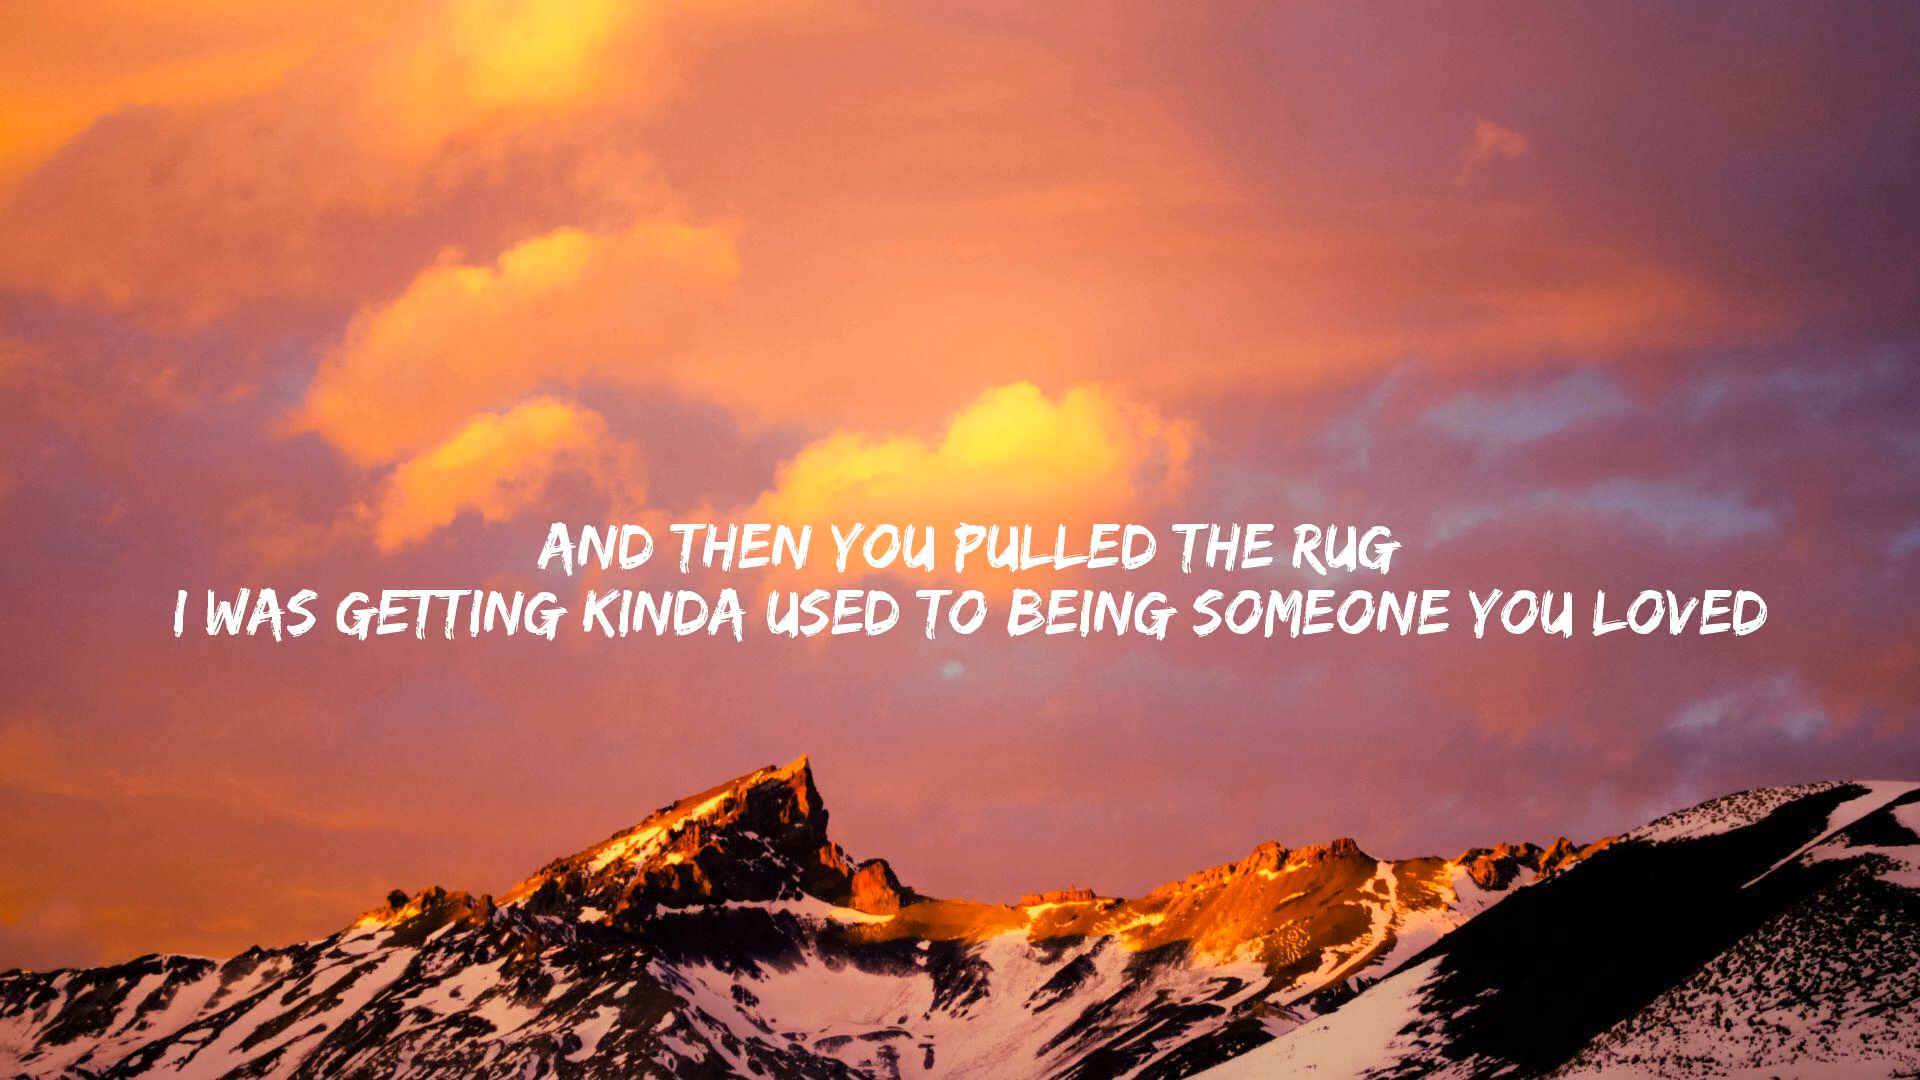 AND THEN YOU PULLED THE RUG
I WAS GETTING KINDA USED TO BEING SOMEONE YOU LOVED